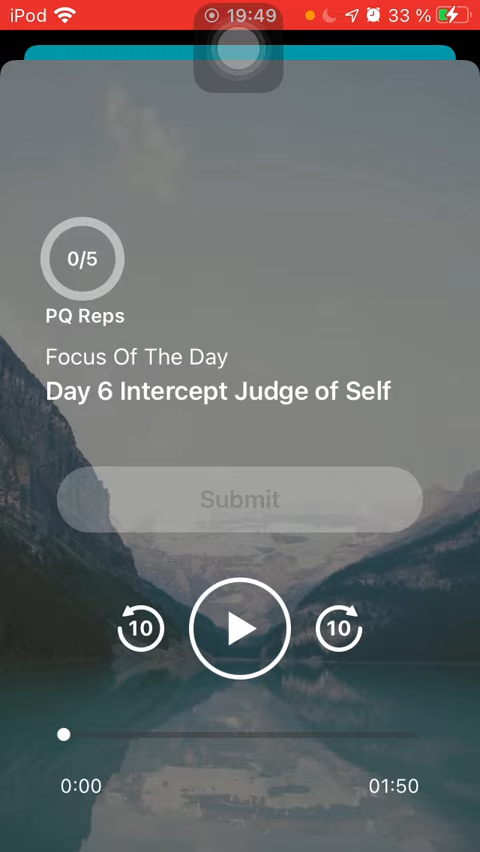 iPod 19:49 33 %
0/5
PQ Reps
Focus Of The Day
Day 6 Intercept Judge of Self
Submit
10 10
0:00 01:50